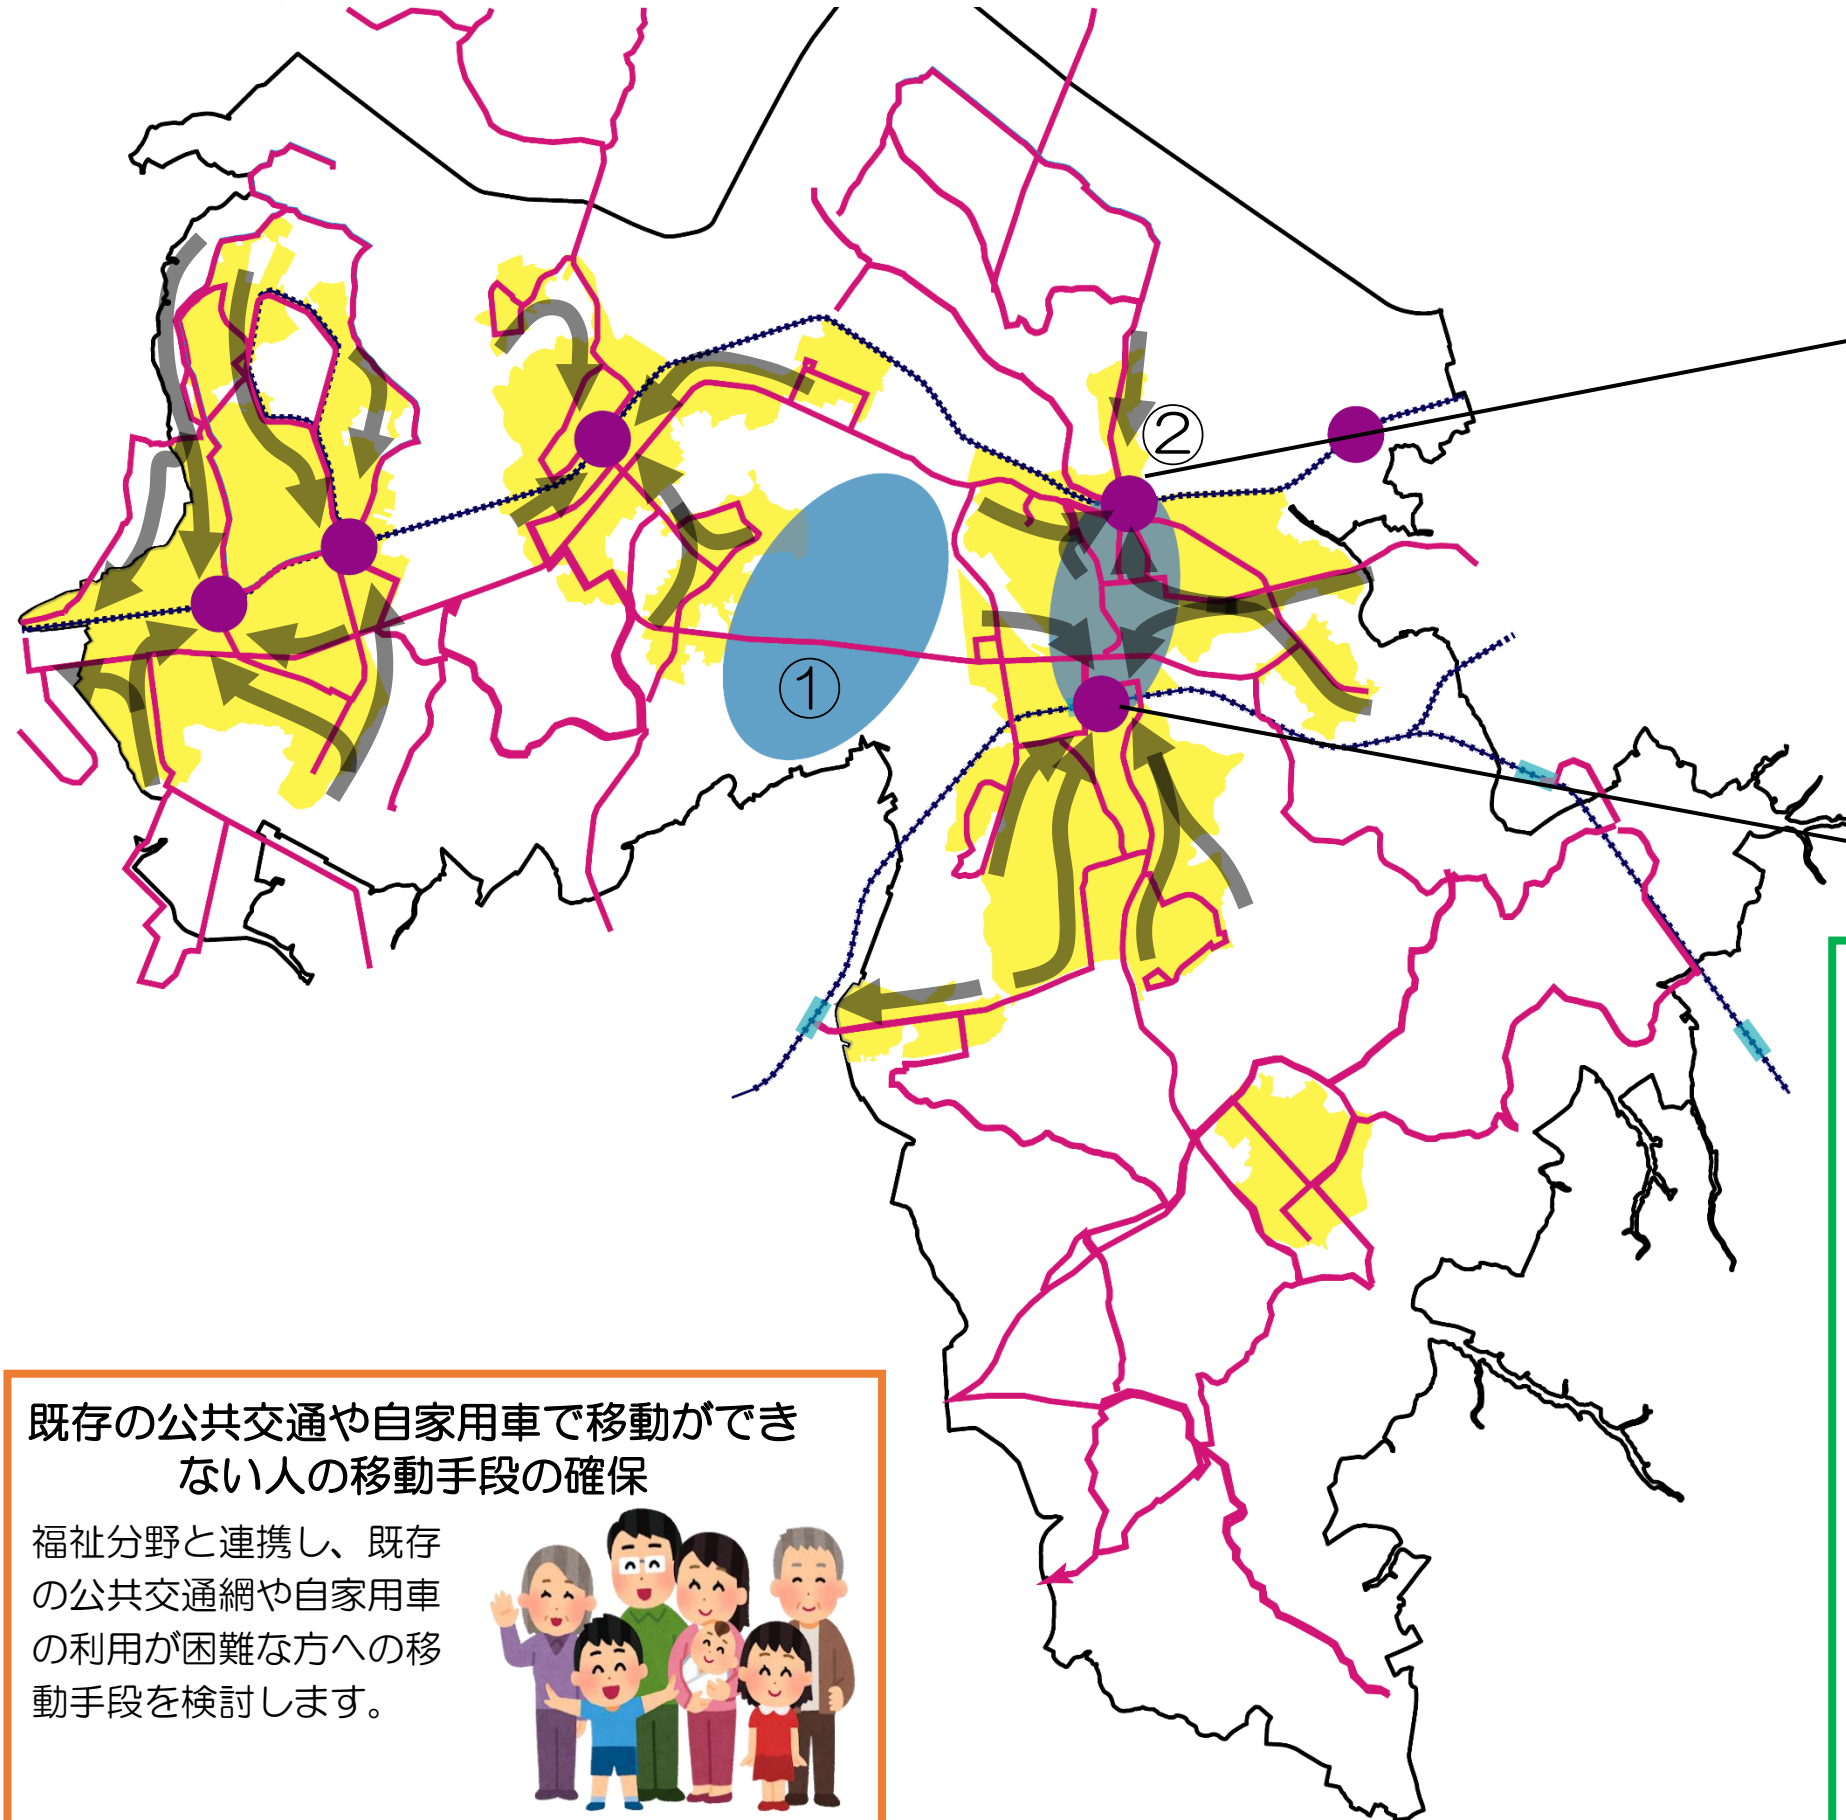 ②
①
既存の公共交通や自家用車で移動ができ
ない人の移動手段の確保
福祉分野と連携し、既存
の公共交通網や自家用車
の利用が困難な方への移
動手段を検討します。